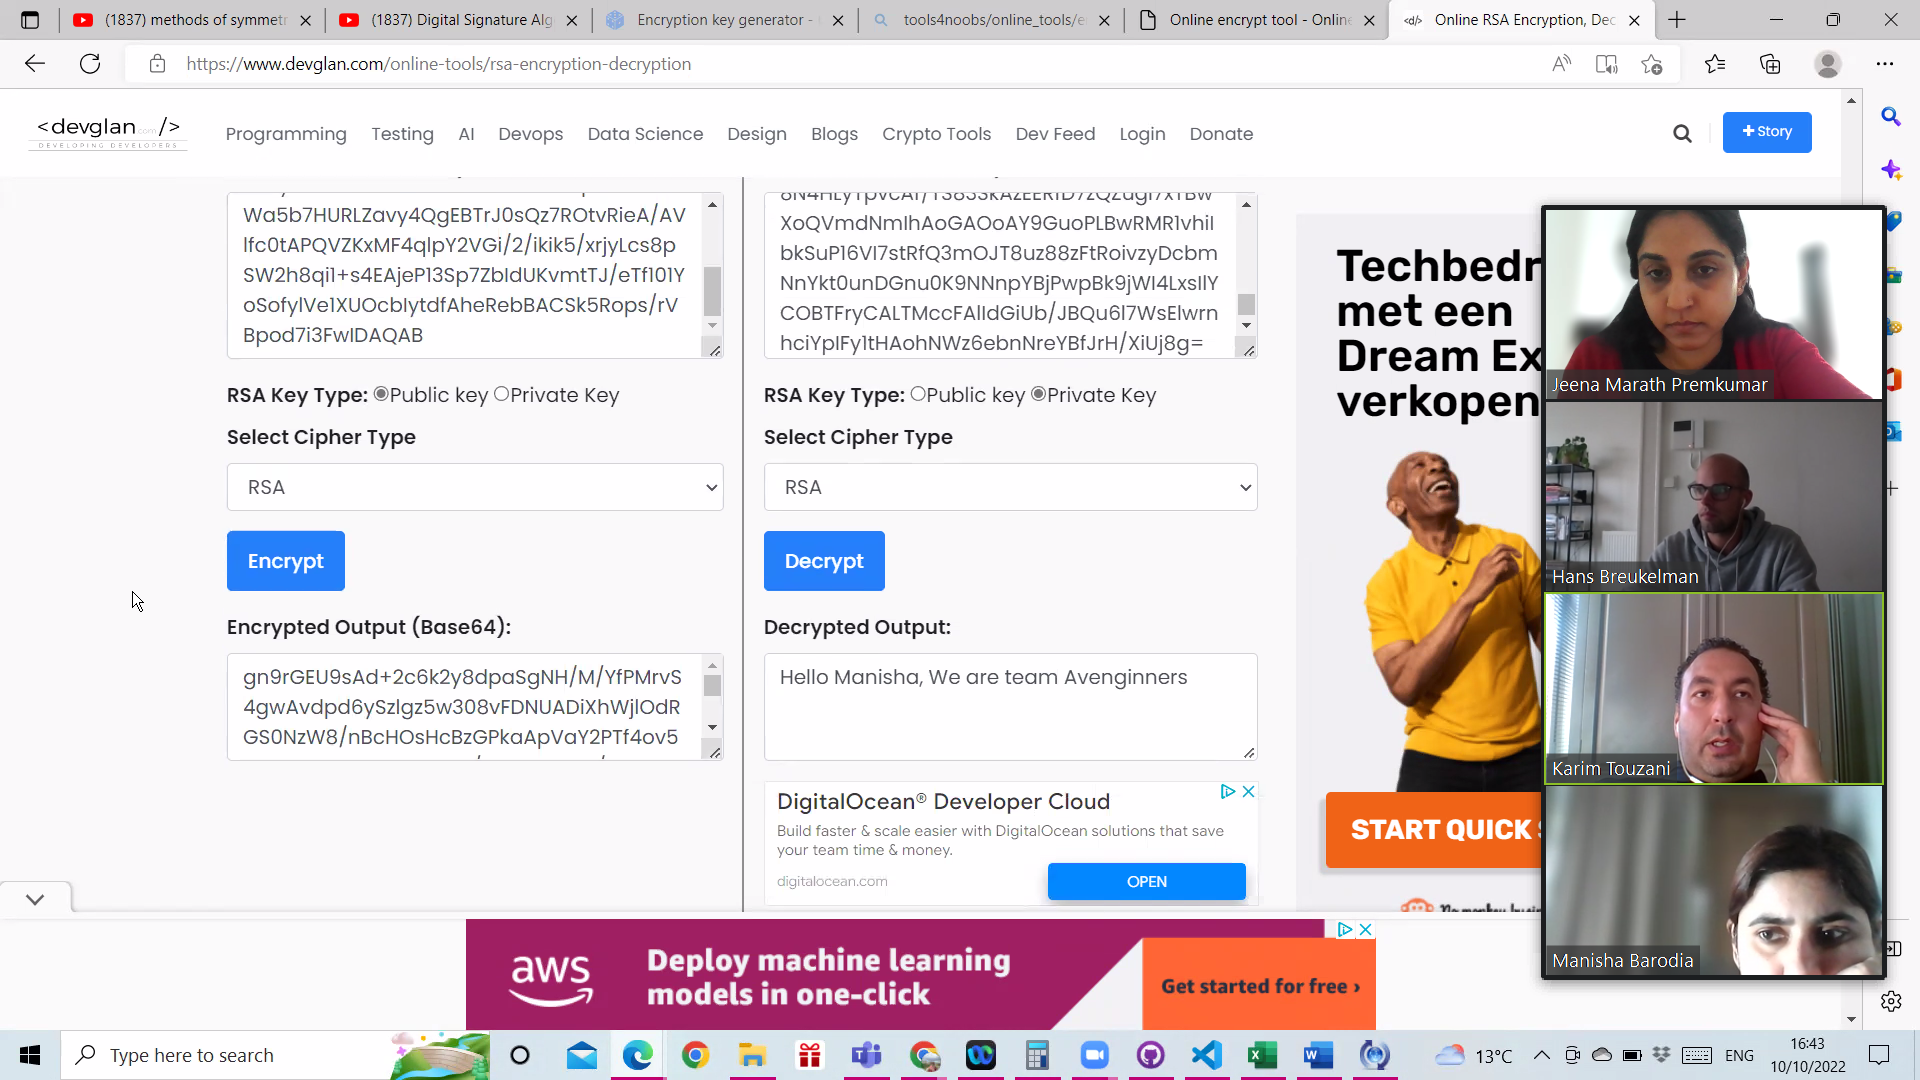 (1837) methods of symmetr
(1837) Digital Signature Alg
Encryption key generator -
tools4noobs/online_tools/e
Online encrypt tool - Online
Online RSA Encryption, Dec
https://www.devglan.com/online-tools/rsa-encryption-decryption
<devglan.com/>
DEVELOPING DEVELOPERS
Programming
Testing
AI
Devops
Data Science
Design
Blogs
Crypto Tools
Dev Feed
Login
Donate
+Story
Wa5b7HURLZavy4QgEBTrJ0sQz7ROtvRieA/AV
lfc0tAPQVZKxMF4qlpY2VGi/2/ikik5/xrjyLcs8p
SW2h8qi1+s4EAjeP13Sp7ZbIdUKvmtTJ/eTf101Y
oSofylVe1XUOcbIytdfAheRebBACSk5Rops/rV
Bpod7i3FwIDAQAB
XoQVmdNmIhAoGAOoAY9GuoPLBwRMR1vhiI
bkSuP16VI7stRfQ3mOJT8uz88zFtRoivzyDcbm
NnYkt0unDGnu0K9NNnpYBjPwpBk9jWI4LxsIlY
COBTFryCALTMccFAlIdGiUb/JBQu6I7WsElwrn
hciYpIFy1tHAohNWz6ebnNreYBfJrH/XiUj8g=
RSA Key Type: Public key Private Key
Select Cipher Type
RSA
Encrypt
Encrypted Output (Base64):
gn9rGEU9sAd+2c6k2y8dpaSgNH/M/YfPMrvS
4gwAvdpd6ySzlgz5w308vFDNUADiXhWjlOdR
GS0NzW8/nBcHOsHcBzGPkaApVaY2PTf4ov5
RSA Key Type: Public key Private Key
Select Cipher Type
RSA
Decrypt
Decrypted Output:
Hello Manisha, We are team Avenginners
DigitalOcean® Developer Cloud
Build faster & scale easier with DigitalOcean solutions that save
your team time & money.
digitalocean.com
OPEN
Techbedr
met een
Dream Ex
verkopen
START QUICK
Jeena Marath Premkumar
Hans Breukelman
Karim Touzani
Manisha Barodia
aws
Deploy machine learning
models in one-click
Get started for free ›
Type here to search
13°C
ENG
16:43
10/10/2022